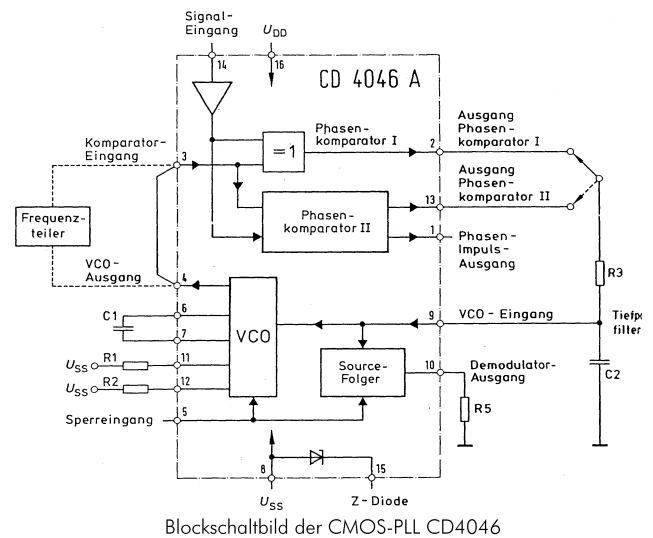 Signal-
Eingang
U_DD
14
16
CD 4046 A
Komparator-
Eingang
3
=1
Phasen-
komparator I
2
Ausgang
Phasen-
komparator I
Frequenz-
teiler
Phasen-
komparator II
13
Ausgang
Phasen-
komparator II
1
Phasen-
Impuls-
Ausgang
R3
VCO-
Ausgang
4
C1
6
7
VCO
9
VCO - Eingang
Tiefp
filter
U_SS
R1
11
U_SS
R2
12
Source-
Folger
10
Demodulator-
Ausgang
C2
R5
Sperreingang
5
8
15
U_SS
Z - Diode
Blockschaltbild der CMOS-PLL CD4046